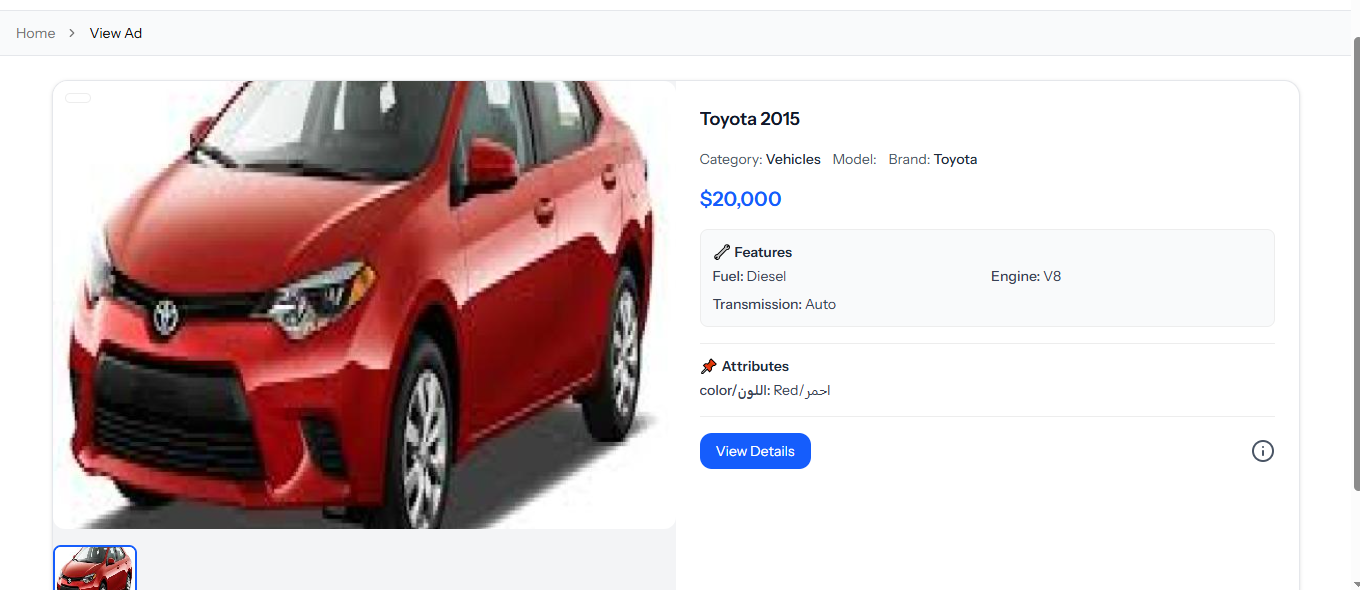 Home > View Ad
Toyota 2015
Category: Vehicles Model: Brand: Toyota
$20,000
Features
Fuel: Diesel Engine: V8
Transmission: Auto
Attributes
color/اللون: Red/احمر
View Details